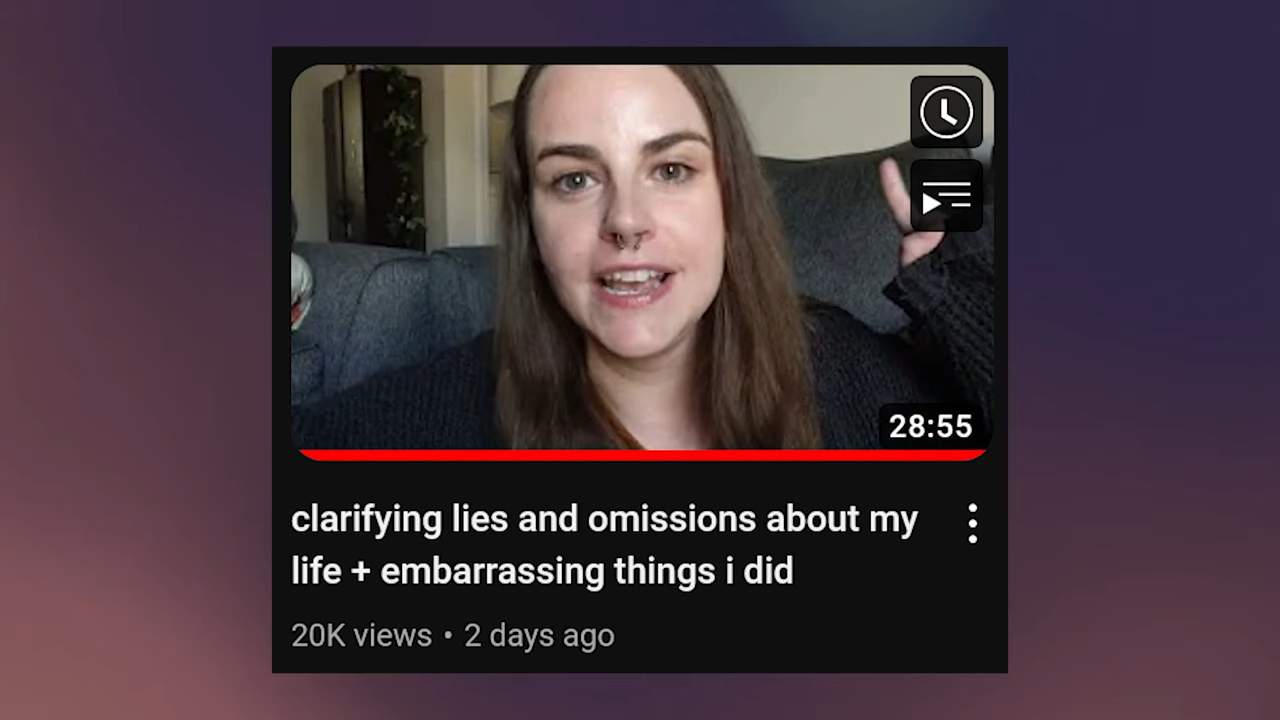 28:55
clarifying lies and omissions about my
life + embarrassing things i did
20K views • 2 days ago